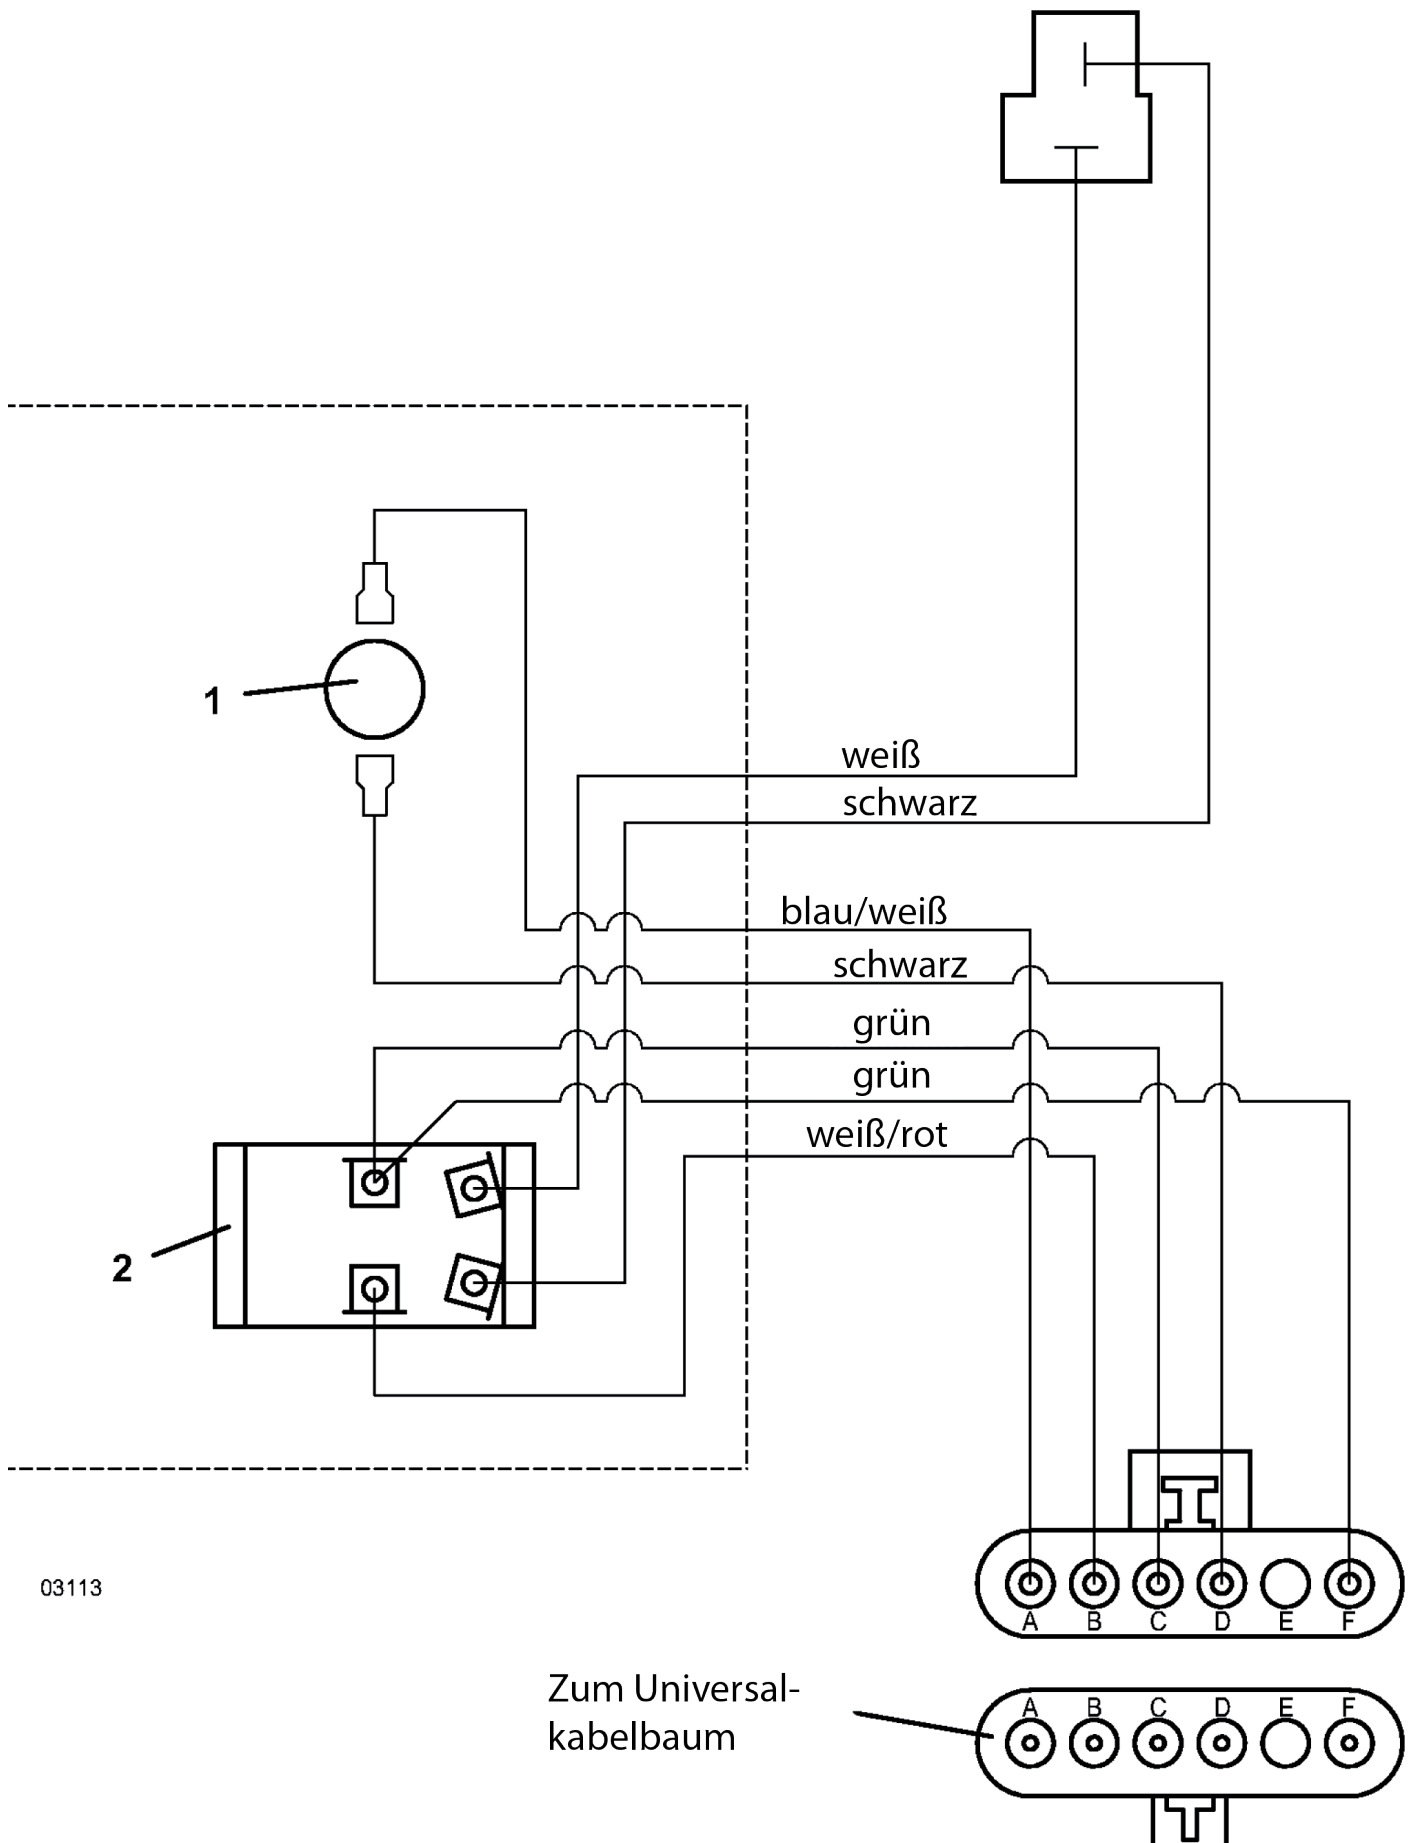 1
weiß
schwarz
blau/weiß
schwarz
grün
grün
weiß/rot
2
03113
A B C D E F
Zum Universal-
kabelbaum
A B C D E F